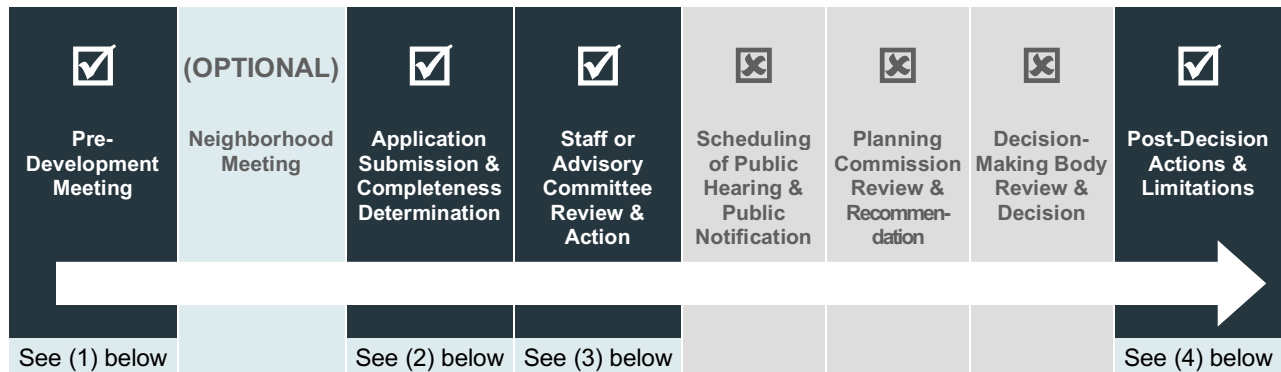 (OPTIONAL)
Pre-
Development
Meeting
Neighborhood
Meeting
Application
Submission &
Completeness
Determination
Staff or
Advisory
Committee
Review &
Action
Scheduling
of Public
Hearing &
Public
Notification
Planning
Commission
Review &
Recommen-
dation
Decision-
Making Body
Review &
Decision
Post-Decision
Actions &
Limitations
See (1) below
See (2) below
See (3) below
See (4) below